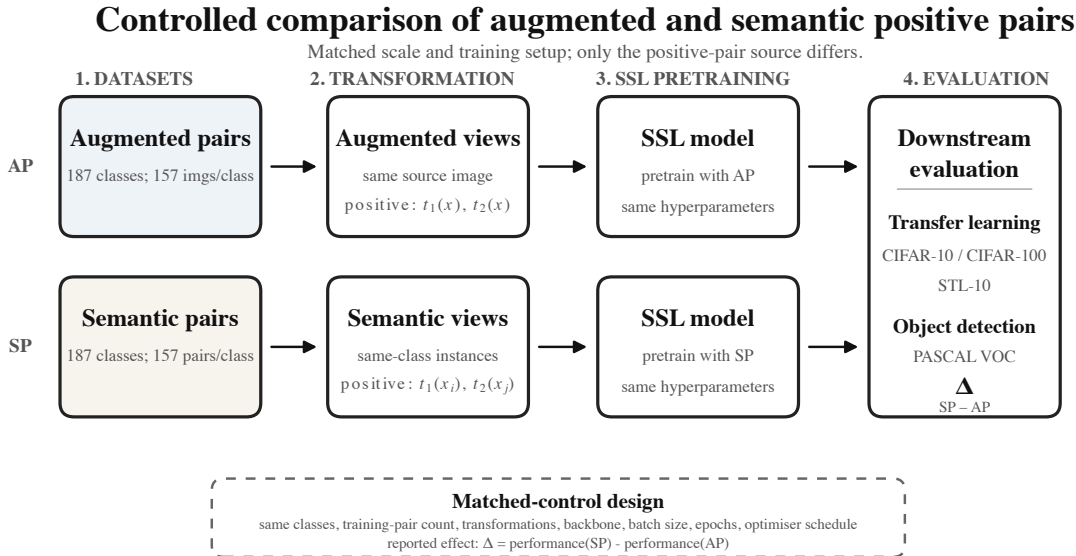 Controlled comparison of augmented and semantic positive pairs
Matched scale and training setup; only the positive-pair source differs.
1. DATASETS
2. TRANSFORMATION
3. SSL PRETRAINING
4. EVALUATION
AP
Augmented pairs
187 classes; 157 imgs/class
Augmented views
same source image
positive: t₁(x), t₂(x)
SSL model
pretrain with AP
same hyperparameters
SP
Semantic pairs
187 classes; 157 pairs/class
Semantic views
same-class instances
positive: t₁(xᵢ), t₂(xⱼ)
SSL model
pretrain with SP
same hyperparameters
Downstream
evaluation
Transfer learning
CIFAR-10 / CIFAR-100
STL-10
Object detection
PASCAL VOC
Δ
SP – AP
Matched-control design
same classes, training-pair count, transformations, backbone, batch size, epochs, optimiser schedule
reported effect: Δ = performance(SP) - performance(AP)